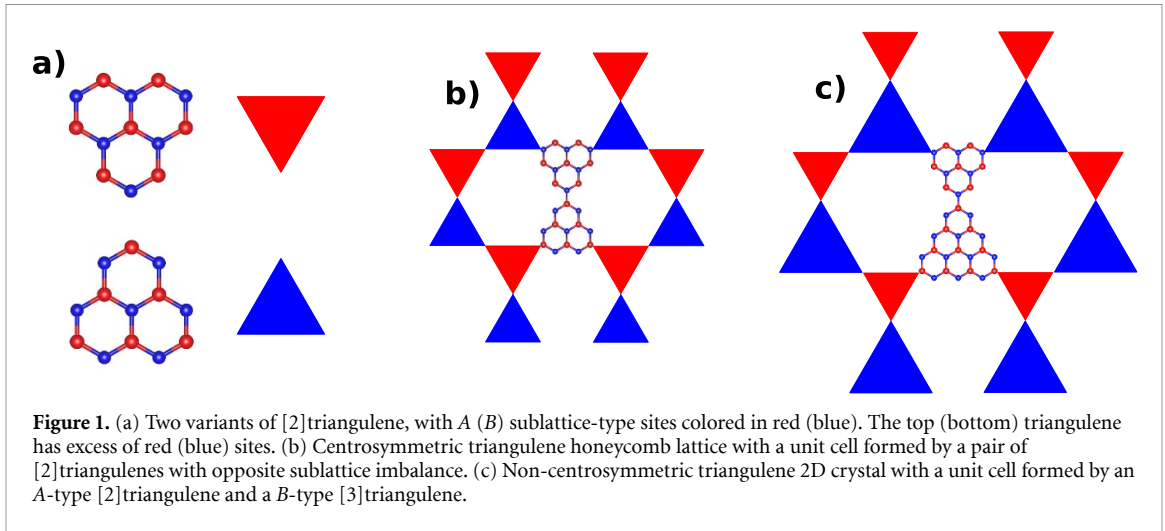 a)
b)
c)
Figure 1. (a) Two variants of [2]triangulene, with A (B) sublattice-type sites colored in red (blue). The top (bottom) triangulene
has excess of red (blue) sites. (b) Centrosymmetric triangulene honeycomb lattice with a unit cell formed by a pair of
[2]triangulenes with opposite sublattice imbalance. (c) Non-centrosymmetric triangulene 2D crystal with a unit cell formed by an
A-type [2]triangulene and a B-type [3]triangulene.